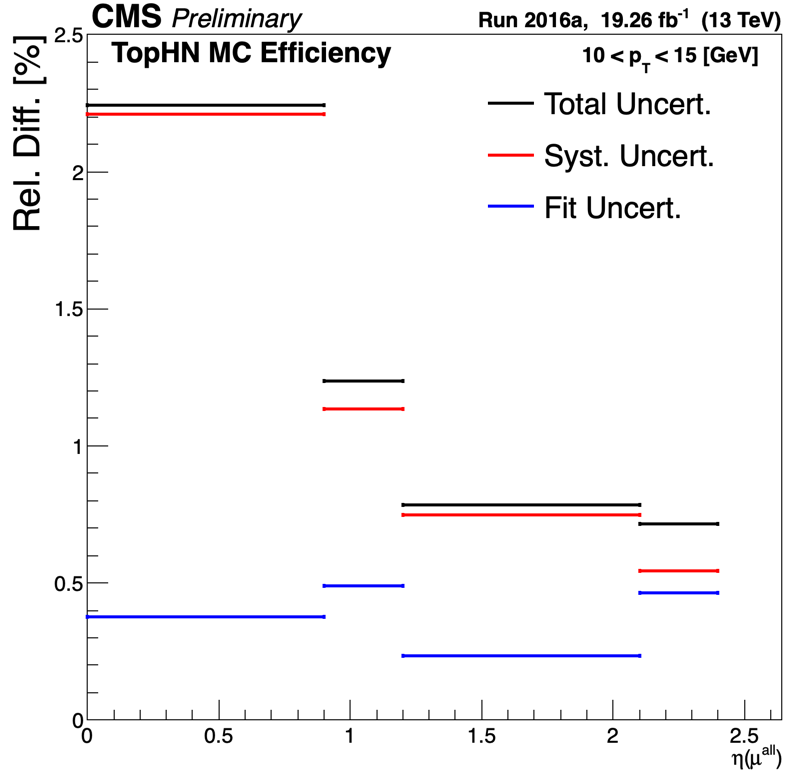 CMS Preliminary
Run 2016a, 19.26 fb⁻¹ (13 TeV)
TopHN MC Efficiency
10 < p_T < 15 [GeV]
Total Uncert.
Syst. Uncert.
Fit Uncert.
Rel. Diff. [%]
2.5
2
1.5
1
0.5
0
0 0.5 1 1.5 2 2.5
η(μ^all)